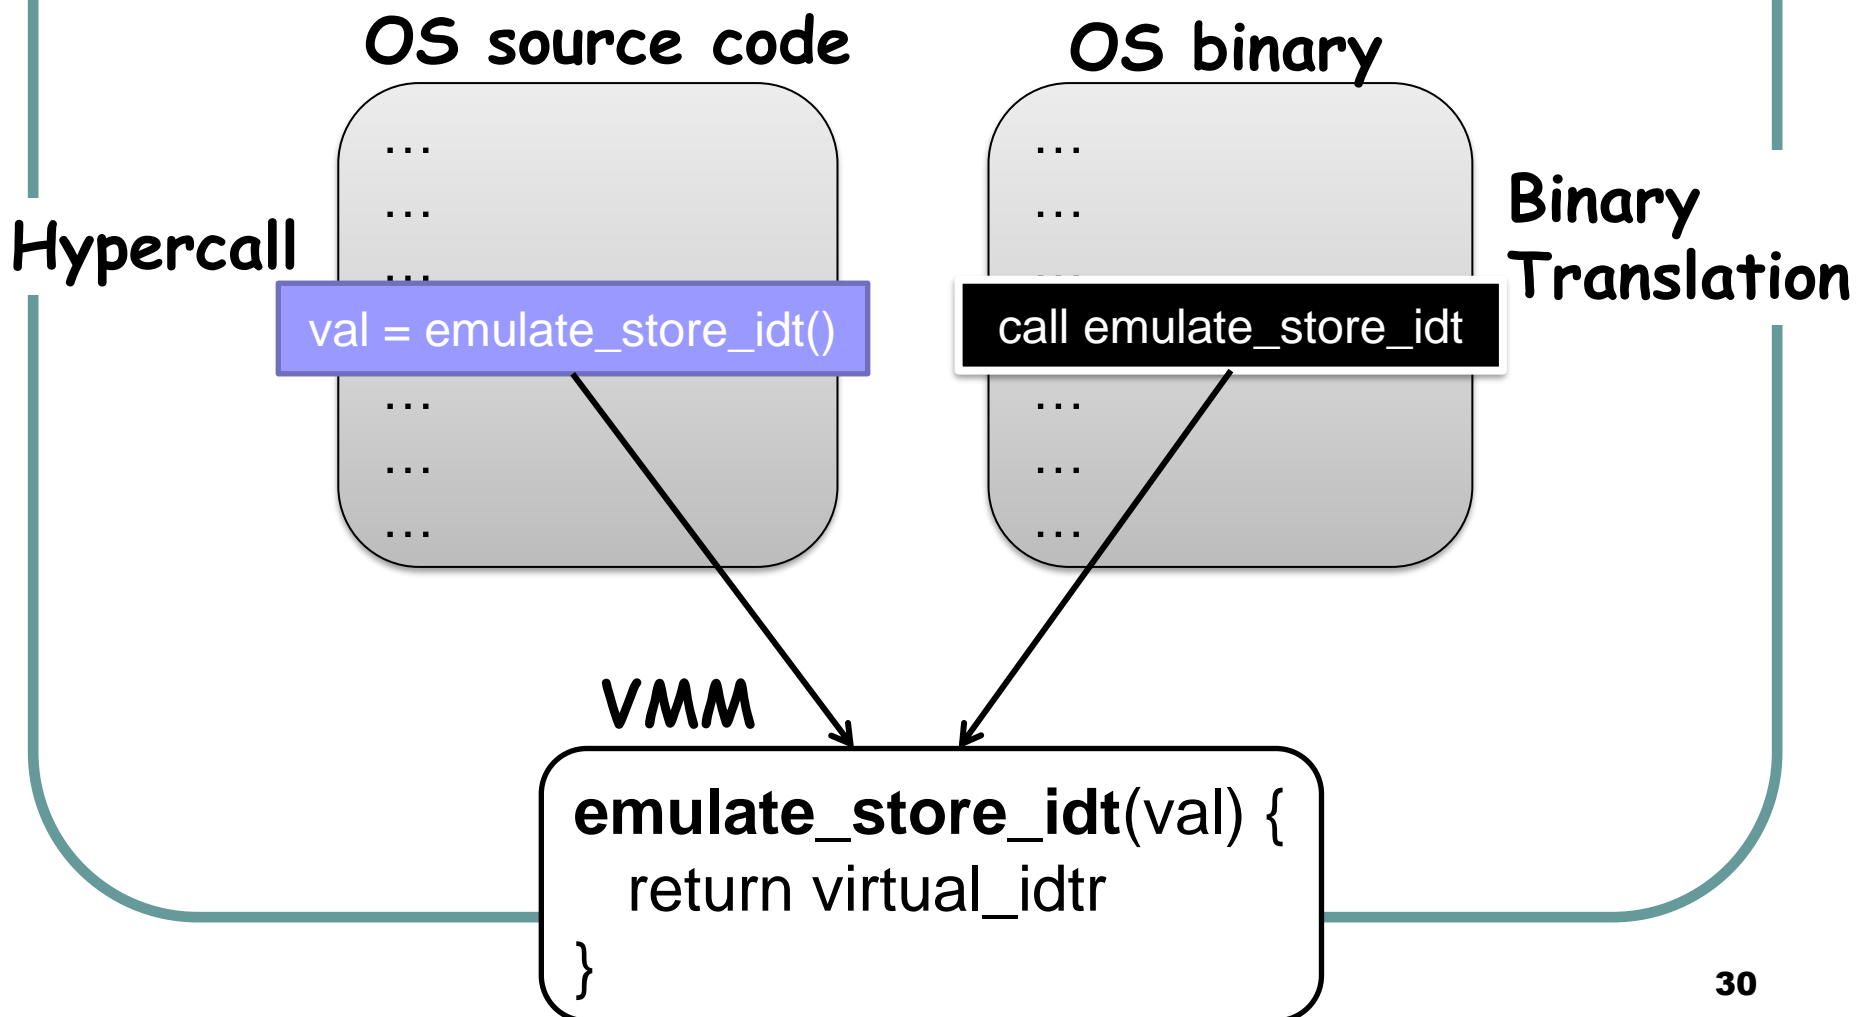 OS source code
...
...
...
Hypercall
val = emulate_store_idt()
...
...
...
OS binary
...
...
...
Binary
Translation
call emulate_store_idt
...
...
...
VMM
emulate_store_idt(val) {
return virtual_idtr
}
30